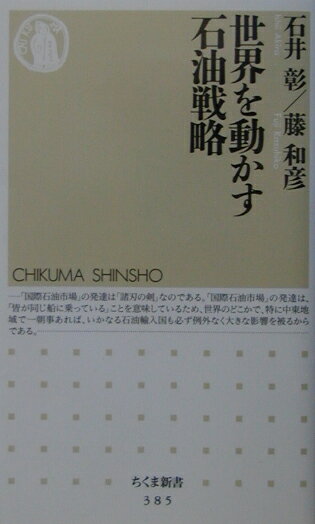 石井 彰／藤 和彦
Ishii Akira
Fuji Kazuhiko
世界を動かす
石油戦略
CHIKUMA SHINSHO
―「国際石油市場」の発達は「諸刃の剣」なのである。「国際石油市場」の発達は、
「皆が同じ船に乗っている」ことを意味しているため、世界のどこかで、特に中東地
域で一朝事あれば、いかなる石油輸入国も必ず例外なく大きな影響を被るから
である。
ちくま新書
385